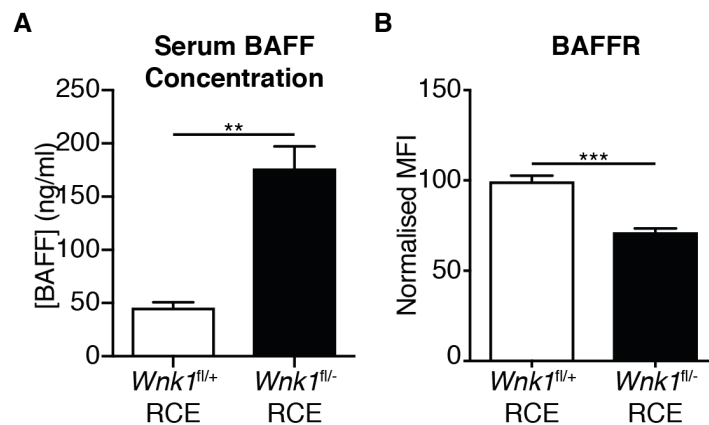 A
Serum BAFF
Concentration
[BAFF] (ng/ml)
250
200
150
100
50
0
**
Wnk1fl/+
RCE
Wnk1fl/-
RCE
B
BAFFR
Normalised MFI
150
100
50
0
***
Wnk1fl/+
RCE
Wnk1fl/-
RCE